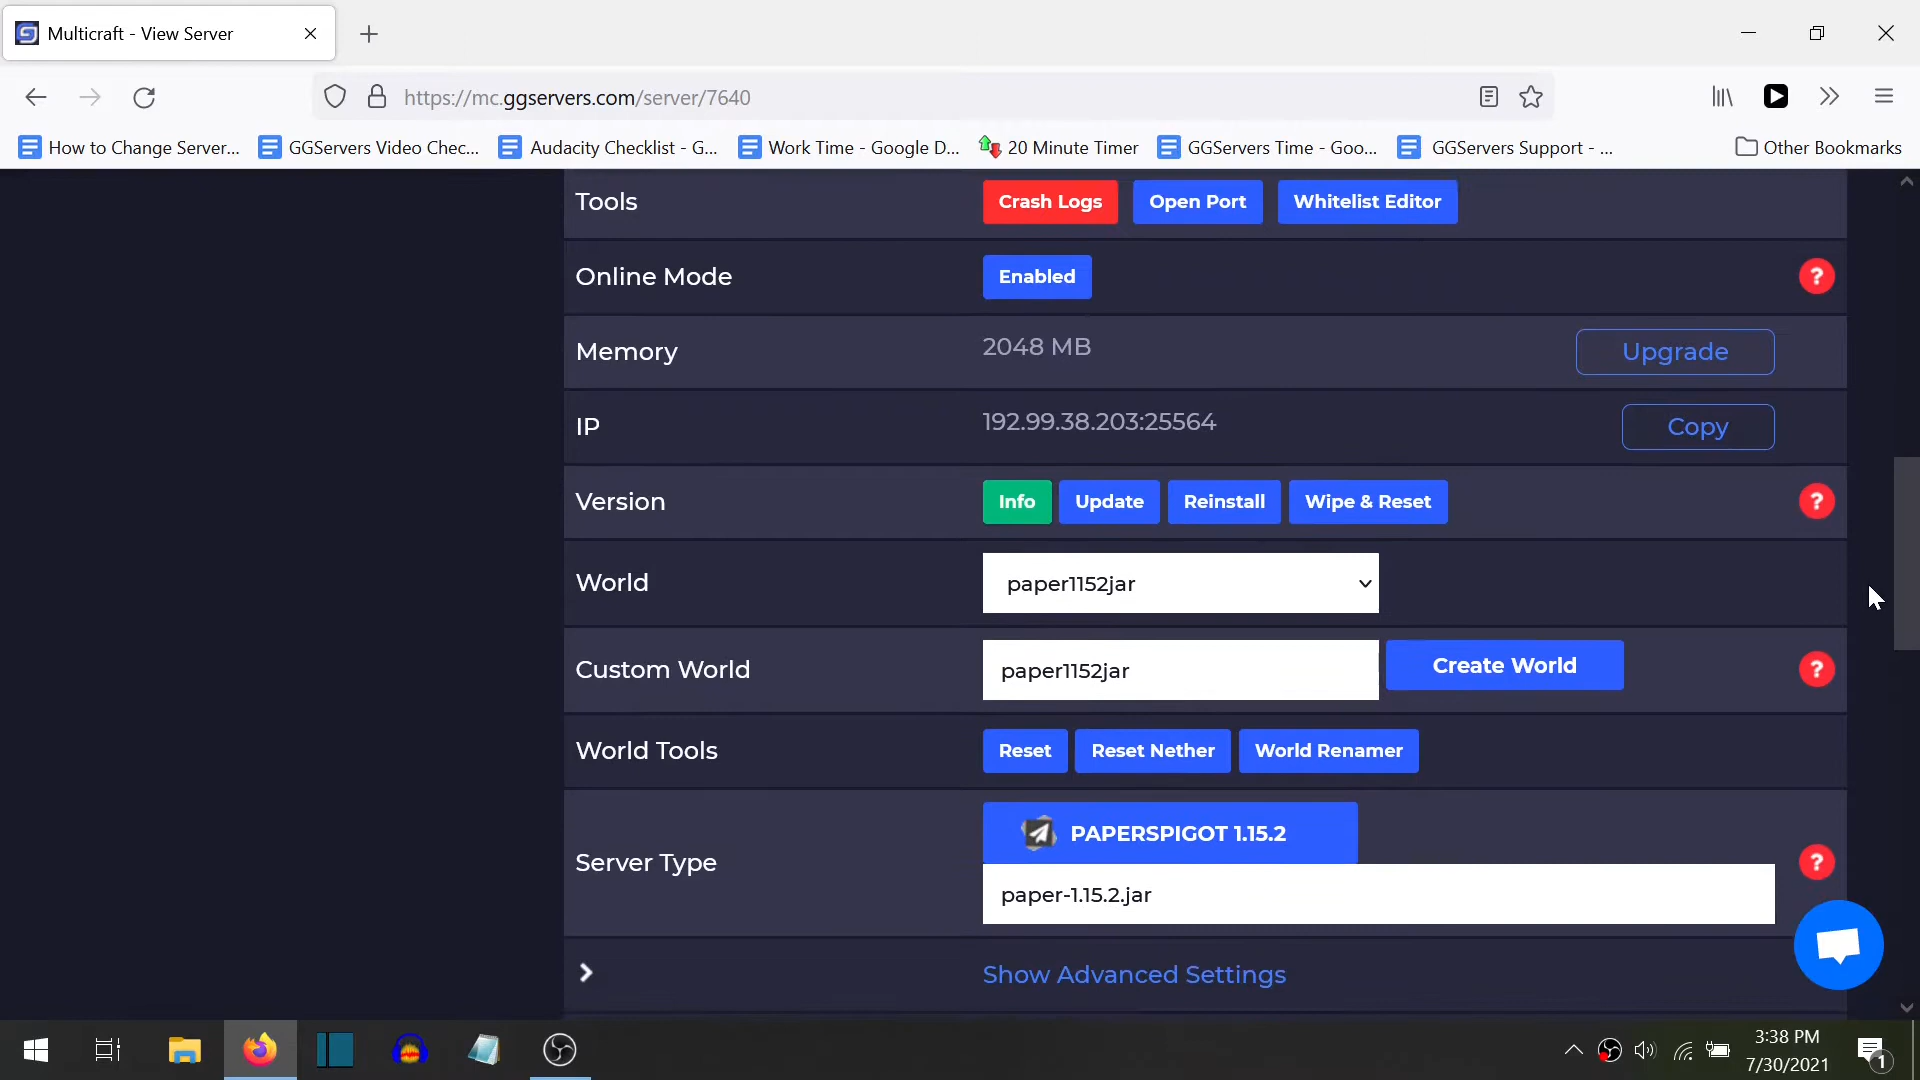 Multicraft - View Server
https://mc.ggservers.com/server/7640
How to Change Server... GGServers Video Chec... Audacity Checklist - G... Work Time - Google D... 20 Minute Timer GGServers Time - Goo... GGServers Support - ... Other Bookmarks
Tools Crash Logs Open Port Whitelist Editor
Online Mode Enabled ?
Memory 2048 MB Upgrade
IP 192.99.38.203:25564 Copy
Version Info Update Reinstall Wipe & Reset ?
World paper1152jar
Custom World paper1152jar Create World ?
World Tools Reset Reset Nether World Renamer
PAPERSPIGOT 1.15.2
Server Type ?
paper-1.15.2.jar
Show Advanced Settings
3:38 PM
7/30/2021
1